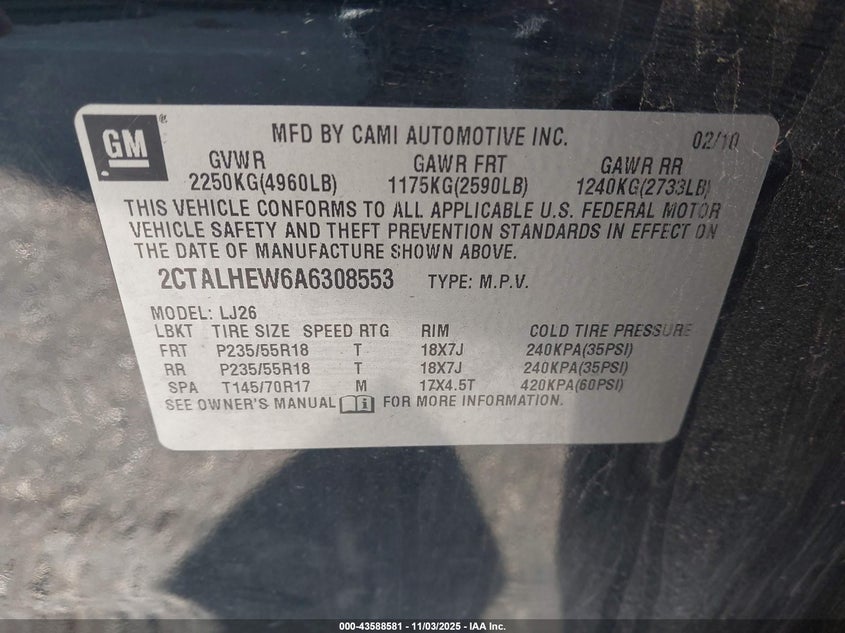 GM
MFD BY CAMI AUTOMOTIVE INC. 02/10
GVWR GAWR FRT GAWR RR
2250KG(4960LB) 1175KG(2590LB) 1240KG(2733LB)
THIS VEHICLE CONFORMS TO ALL APPLICABLE U.S. FEDERAL MOTOR
VEHICLE SAFETY AND THEFT PREVENTION STANDARDS IN EFFECT ON
THE DATE OF MANUFACTURE SHOWN ABOVE.
2CTALHEW6A6308553 TYPE: M.P.V.
MODEL: LJ26
LBKT TIRE SIZE SPEED RTG RIM COLD TIRE PRESSURE
FRT P235/55R18 T 18X7J 240KPA(35PSI)
RR P235/55R18 T 18X7J 240KPA(35PSI)
SPA T145/70R17 M 17X4.5T 420KPA(60PSI)
SEE OWNER'S MANUAL i FOR MORE INFORMATION.
000-43588581 - 11/03/2025 - IAA Inc.